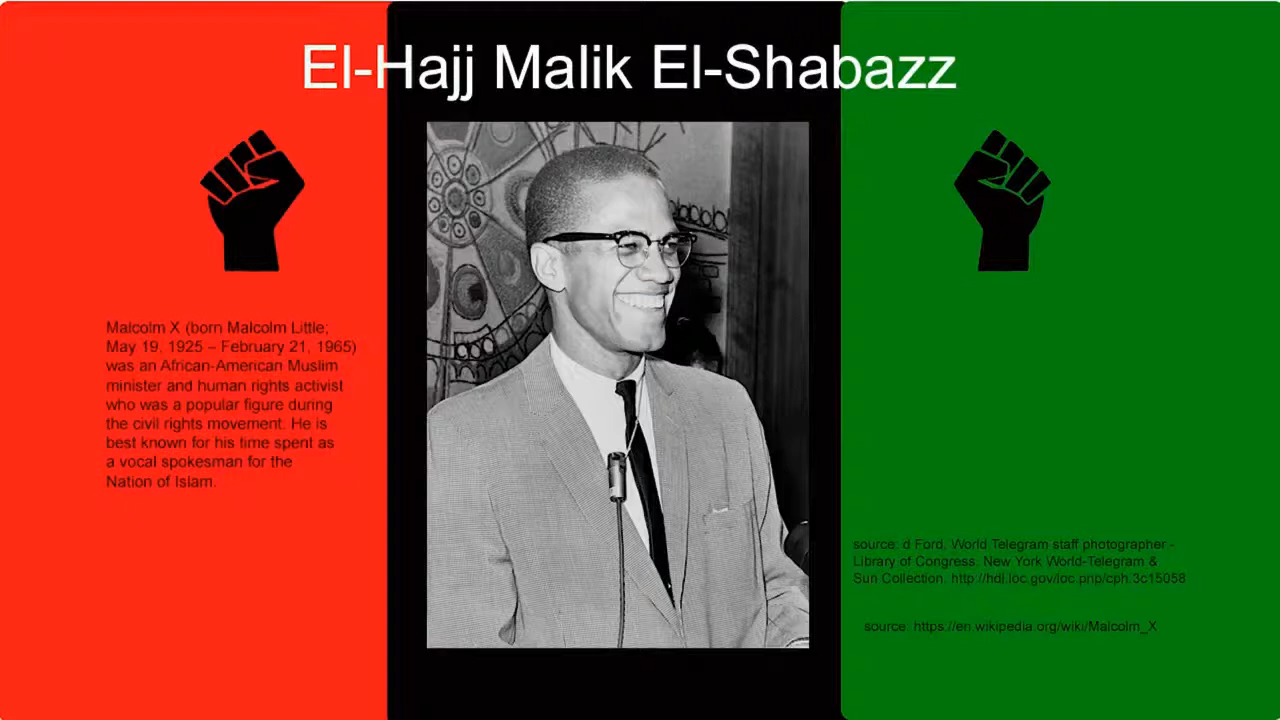 El-Hajj Malik El-Shabazz
Malcolm X (born Malcolm Little;
May 19, 1925 – February 21, 1965)
was an African-American Muslim
minister and human rights activist
who was a popular figure during
the civil rights movement. He is
best known for his time spent as
a vocal spokesman for the
Nation of Islam.
source: d Ford, World Telegram staff photographer -
Library of Congress. New York World-Telegram &
Sun Collection. http://hdl.loc.gov/loc.pnp/cph.3c15058
source: https://en.wikipedia.org/wiki/Malcolm_X